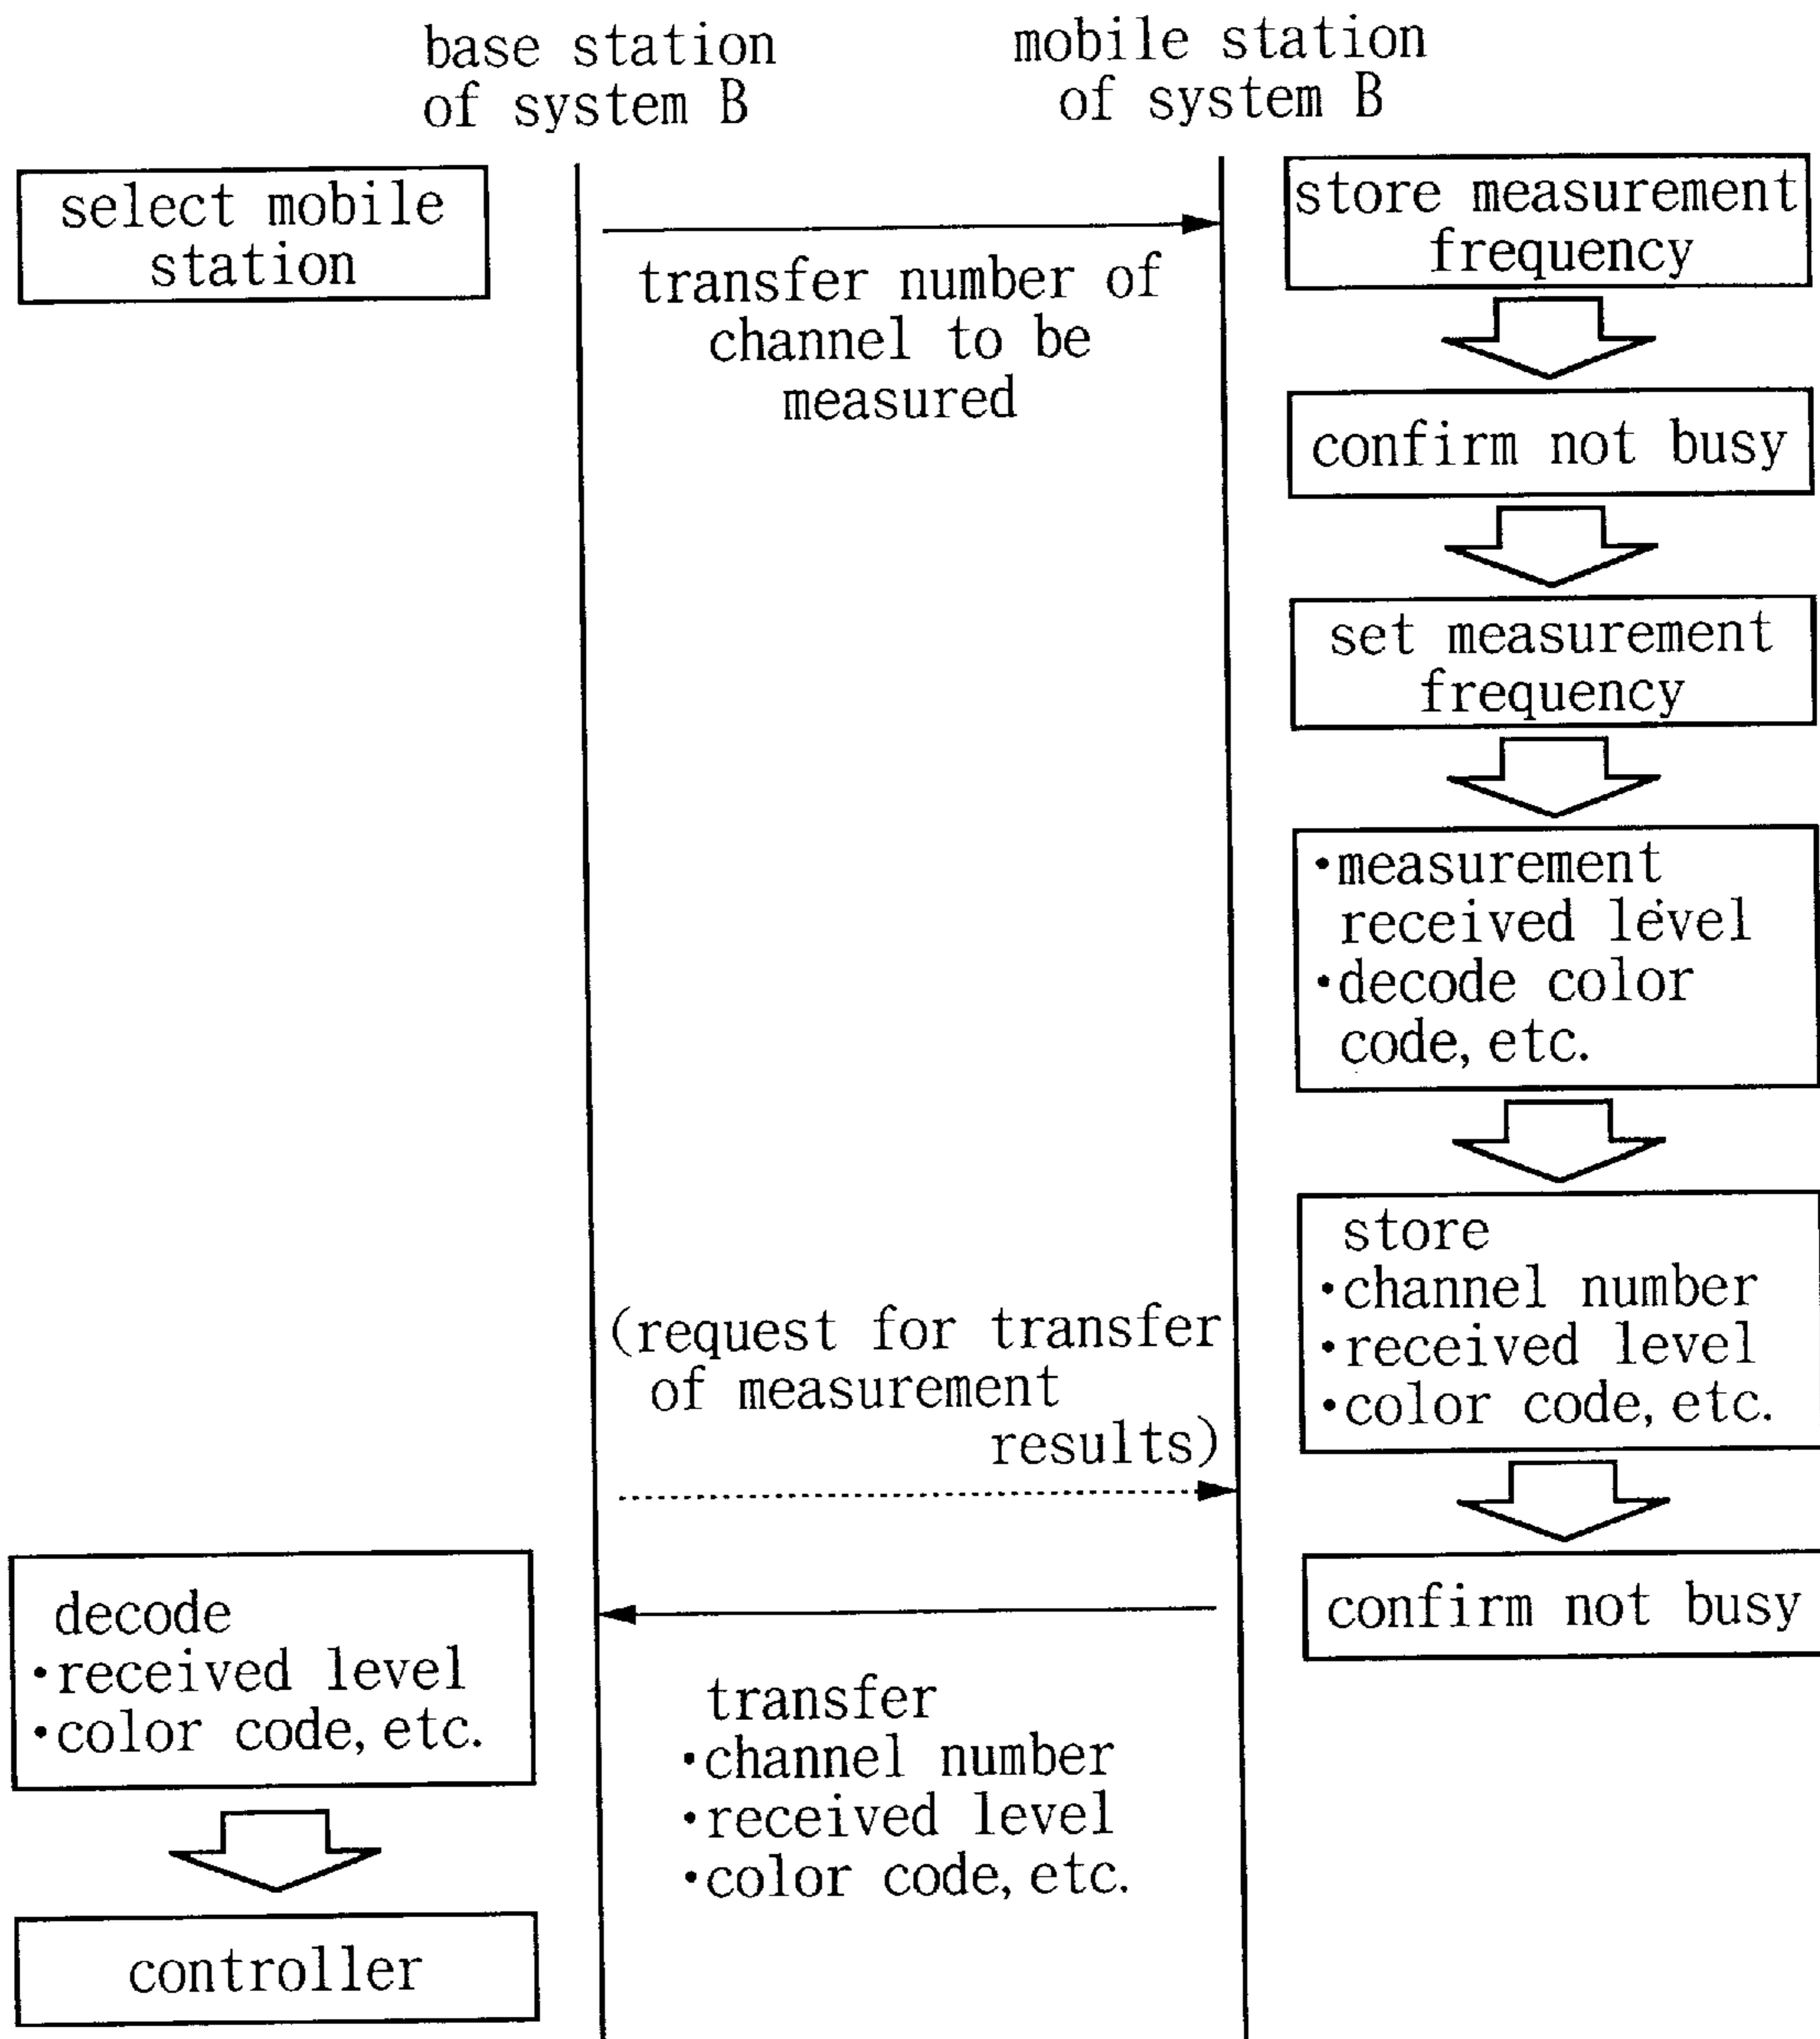 base station
of system B
mobile station
of system B
select mobile
station
transfer number of
channel to be
measured
store measurement
frequency
confirm not busy
set measurement
frequency
・measurement
received level
・decode color
code, etc.
store
・channel number
・received level
・color code, etc.
(request for transfer
of measurement
results)
confirm not busy
decode
・received level
・color code, etc.
transfer
・channel number
・received level
・color code, etc.
controller